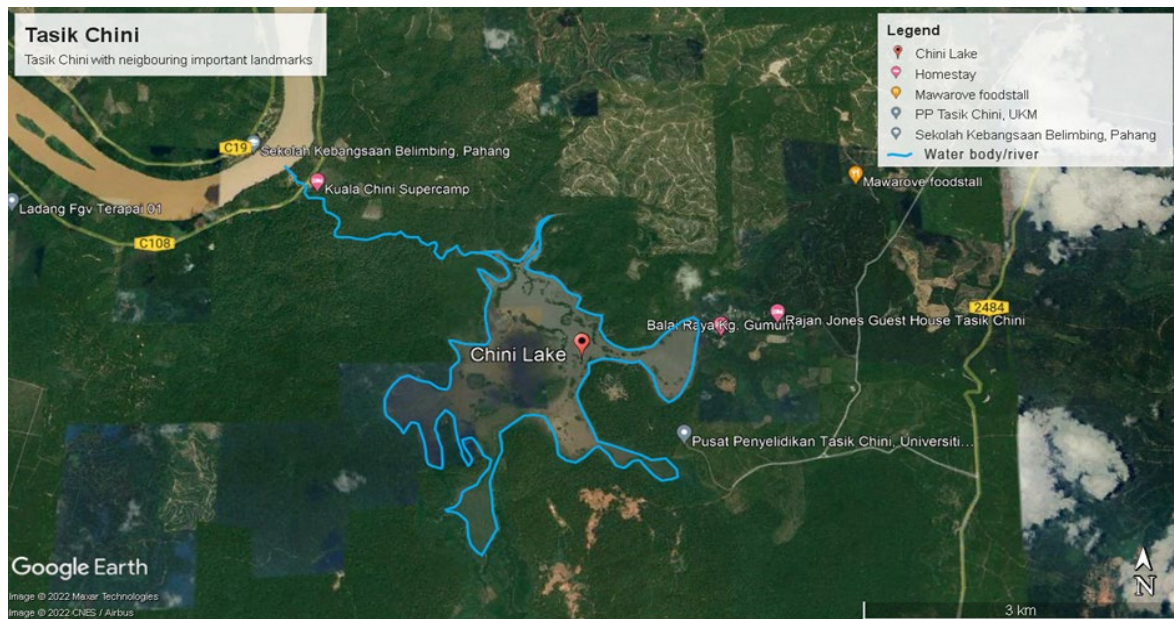 Tasik Chini
Tasik Chini with neigbouring important landmarks
Legend
Chini Lake
Homestay
Mawarove foodstall
PP Tasik Chini, UKM
Sekolah Kebangsaan Belimbing, Pahang
Water body/river
C19
Sekolah Kebangsaan Belimbing, Pahang
Kuala Chini Supercamp
Mawarove foodstall
Ladang Fgv Terapai 01
C108
2484
Rajan Jones Guest House Tasik Chini
Balai Raya Kg. Gumum
Chini Lake
Pusat Penyelidikan Tasik Chini, Universiti...
Google Earth
Image © 2022 Maxar Technologies
Image © 2022 CNES / Airbus
N
3 km